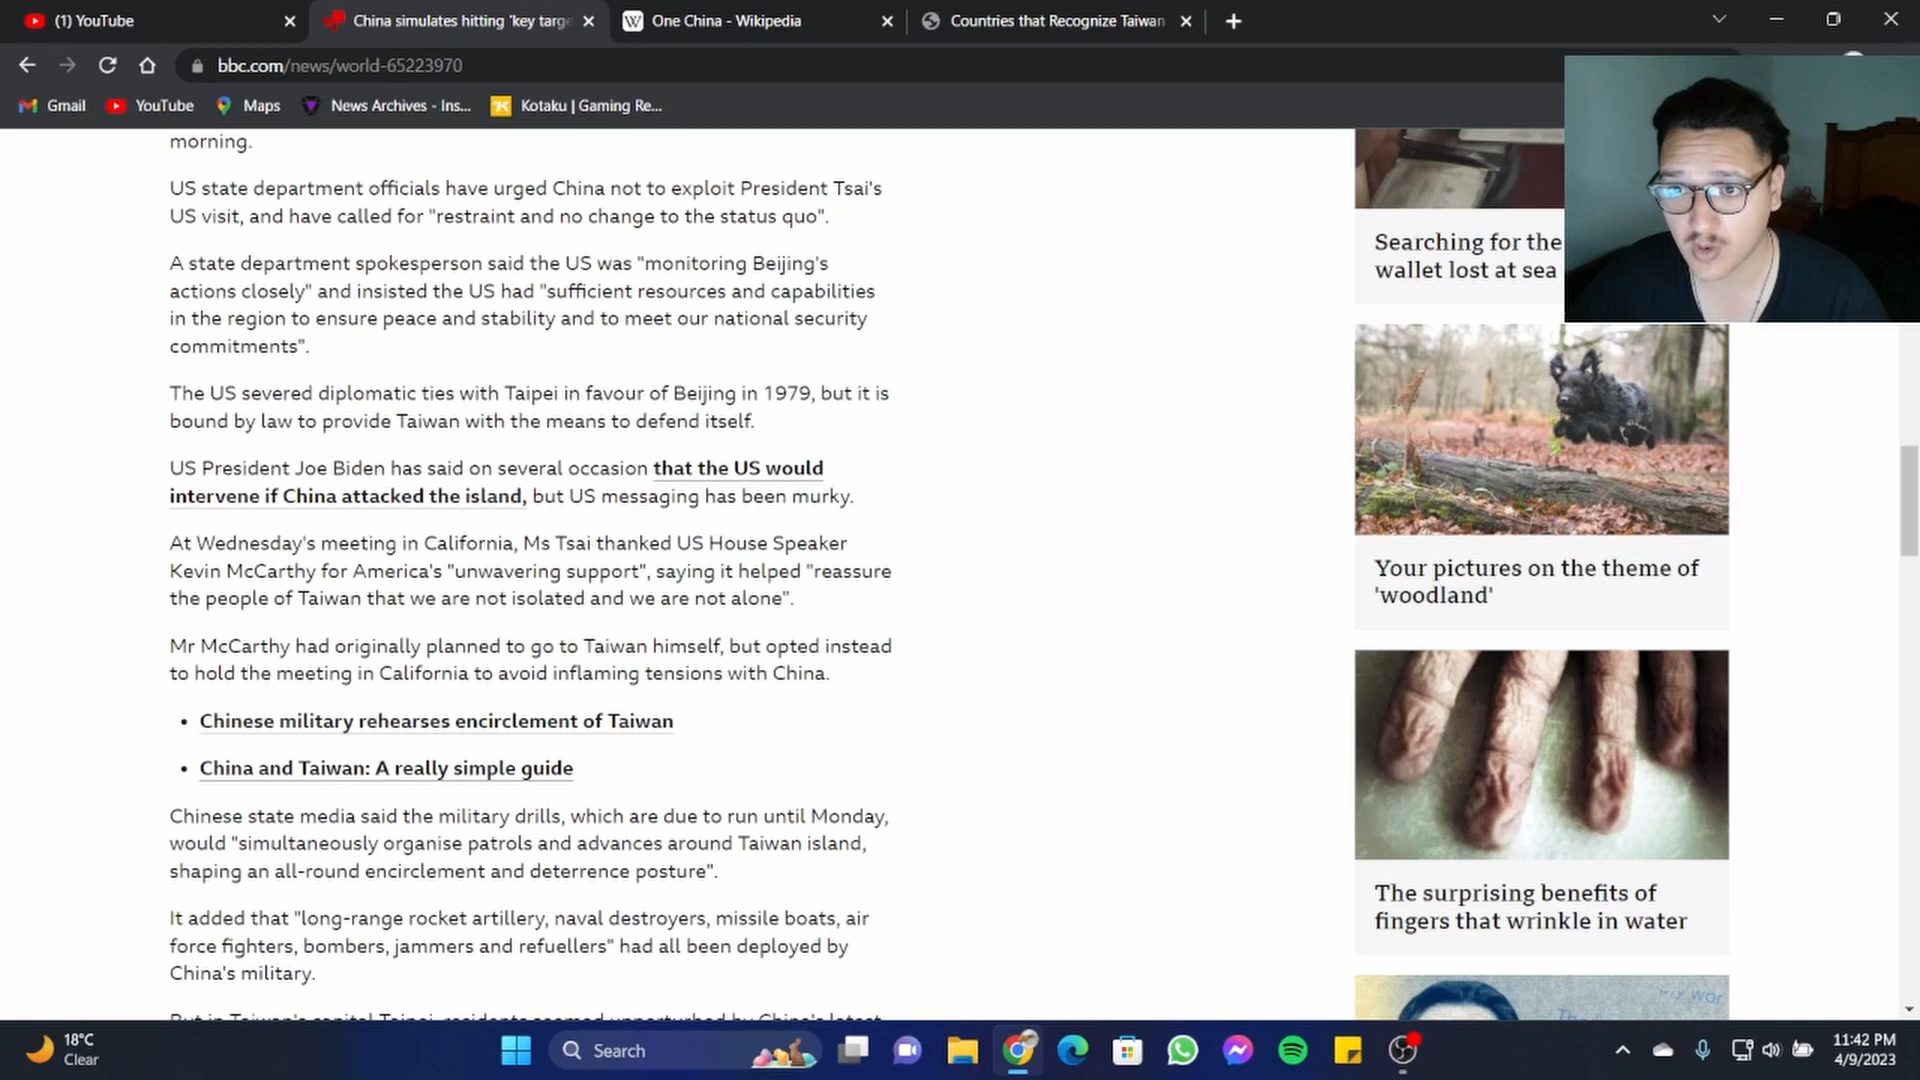 (1) YouTube
China simulates hitting 'key targ
One China - Wikipedia
Countries that Recognize Taiwan
bbc.com/news/world-65223970
Gmail
YouTube
Maps
News Archives - Ins...
Kotaku | Gaming Re...
morning.
US state department officials have urged China not to exploit President Tsai's
US visit, and have called for "restraint and no change to the status quo".
A state department spokesperson said the US was "monitoring Beijing's
actions closely" and insisted the US had "sufficient resources and capabilities
in the region to ensure peace and stability and to meet our national security
commitments".
The US severed diplomatic ties with Taipei in favour of Beijing in 1979, but it is
bound by law to provide Taiwan with the means to defend itself.
US President Joe Biden has said on several occasion that the US would
intervene if China attacked the island, but US messaging has been murky.
At Wednesday's meeting in California, Ms Tsai thanked US House Speaker
Kevin McCarthy for America's "unwavering support", saying it helped "reassure
the people of Taiwan that we are not isolated and we are not alone".
Mr McCarthy had originally planned to go to Taiwan himself, but opted instead
to hold the meeting in California to avoid inflaming tensions with China.
• Chinese military rehearses encirclement of Taiwan
• China and Taiwan: A really simple guide
Chinese state media said the military drills, which are due to run until Monday,
would "simultaneously organise patrols and advances around Taiwan island,
shaping an all-round encirclement and deterrence posture".
It added that "long-range rocket artillery, naval destroyers, missile boats, air
force fighters, bombers, jammers and refuellers" had all been deployed by
China's military.
But in Taiwan's capital Taipei, residents seemed unperturbed by China's latest
Searching for the
wallet lost at sea
Your pictures on the theme of
'woodland'
The surprising benefits of
fingers that wrinkle in water
18°C
Clear
Search
11:42 PM
4/9/2023